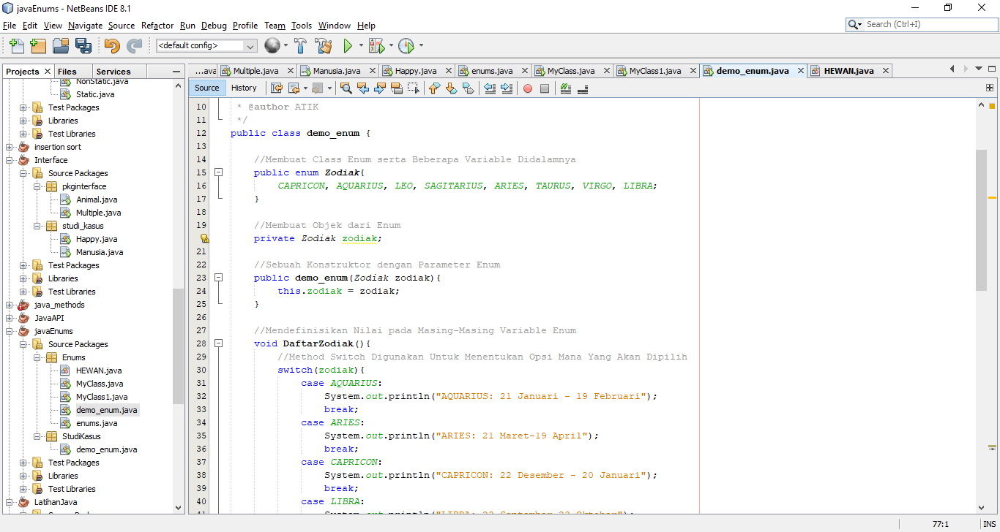 javaEnums - NetBeans IDE 8.1
File Edit View Navigate Source Refactor Run Debug Profile Team Tools Window Help
Search (Ctrl+I)
<default config>
Projects Files Services
...ava Multiple.java Manusia.java Happy.java enums.java MyClass.java MyClass1.java demo_enum.java HEWAN.java
Source History
NonStatic.java
Static.java
Test Packages
Libraries
Test Libraries
insertion sort
Interface
Source Packages
pkginterface
Animal.java
Multiple.java
studi_kasus
Happy.java
Manusia.java
Test Packages
Libraries
Test Libraries
java_methods
JavaAPI
javaEnums
Source Packages
Enums
HEWAN.java
MyClass.java
MyClass1.java
demo_enum.java
enums.java
StudiKasus
demo_enum.java
Test Packages
Libraries
Test Libraries
LatihanJava
10 * @author ATIK
11 */
12 public class demo_enum {
13
14 //Membuat Class Enum serta Beberapa Variable Didalamnya
15 public enum Zodiak{
16 CAPRICON, AQUARIUS, LEO, SAGITARIUS, ARIES, TAURUS, VIRGO, LIBRA;
17 }
18
19 //Membuat Objek dari Enum
private Zodiak zodiak;
21
22 //Sebuah Konstruktor dengan Parameter Enum
23 public demo_enum(Zodiak zodiak){
24 this.zodiak = zodiak;
25 }
26
27 //Mendefinisikan Nilai pada Masing-Masing Variable Enum
28 void DaftarZodiak(){
29 //Method Switch Digunakan Untuk Menentukan Opsi Mana Yang Akan Dipilih
30 switch(zodiak){
31 case AQUARIUS:
32 System.out.println("AQUARIUS: 21 Januari - 19 Februari");
33 break;
34 case ARIES:
35 System.out.println("ARIES: 21 Maret-19 April");
36 break;
37 case CAPRICON:
38 System.out.println("CAPRICON: 22 Desember - 20 Januari");
39 break;
40 case LIBRA:
77:1 INS